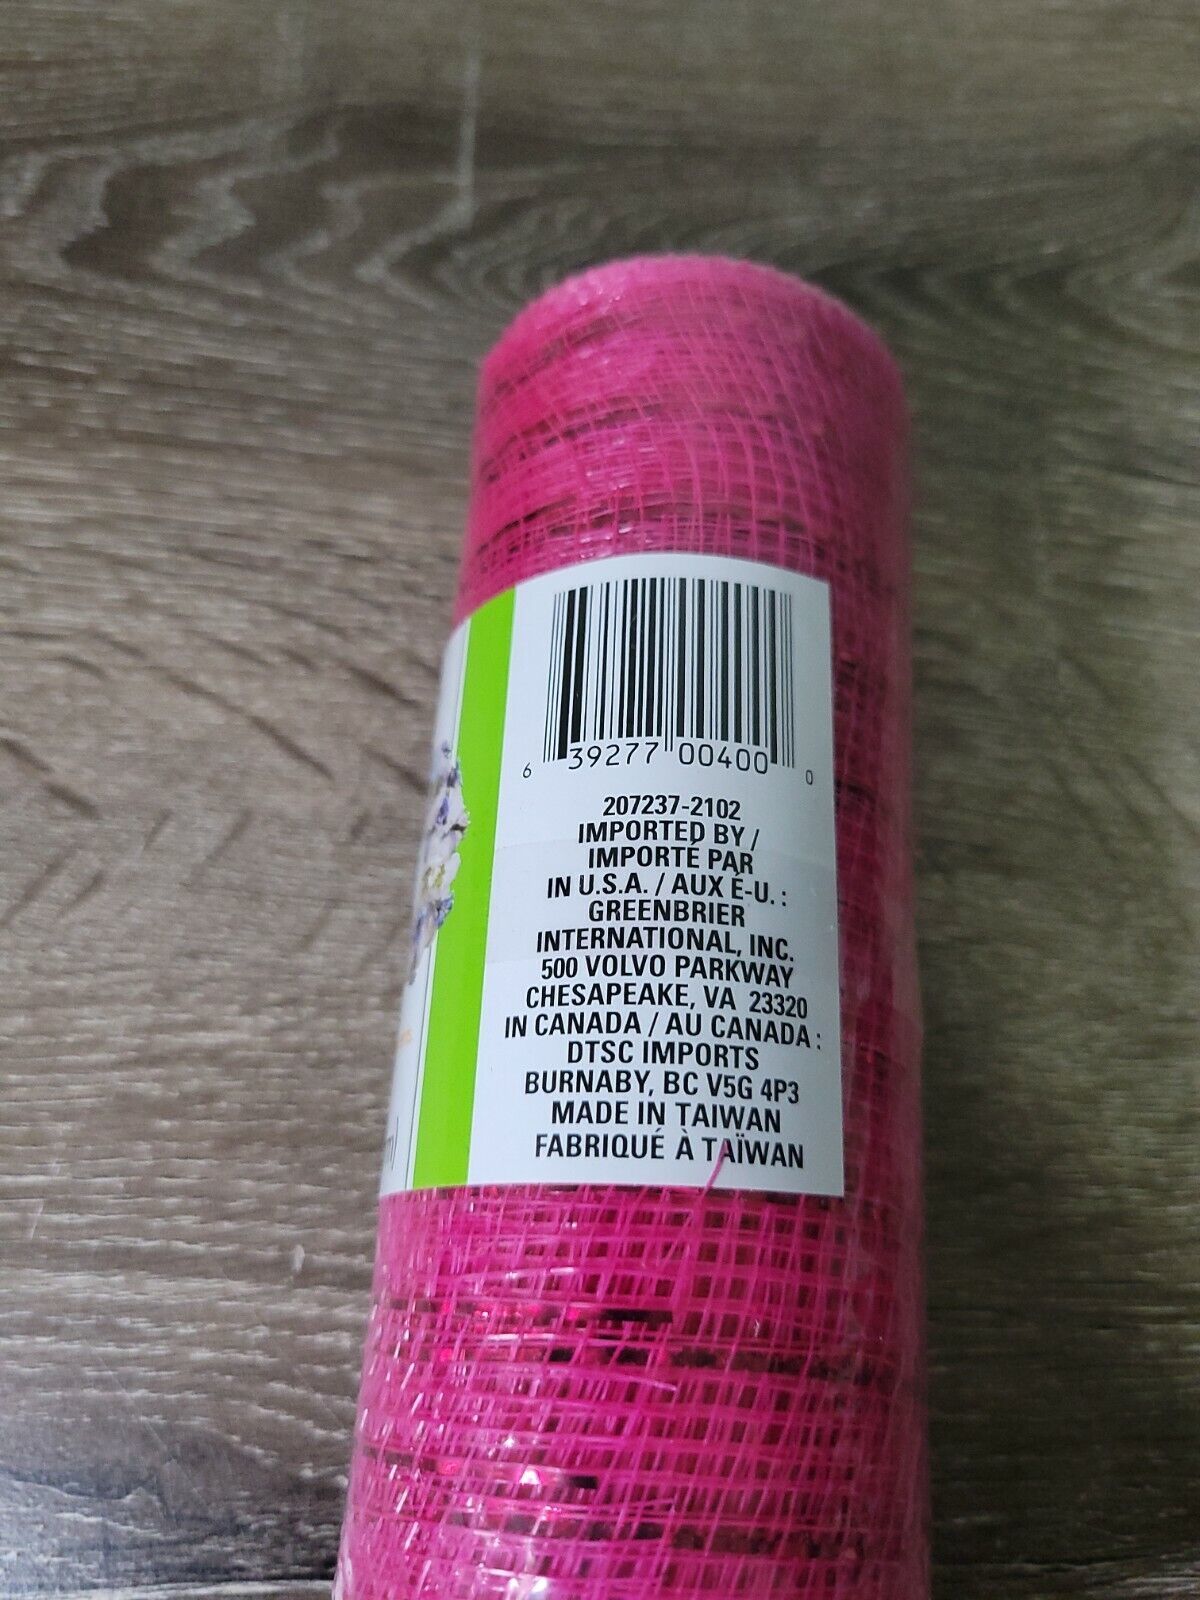 6 39277 00400 0
207237-2102
IMPORTED BY /
IMPORTÉ PAR
IN U.S.A. / AUX É-U. :
GREENBRIER
INTERNATIONAL, INC.
500 VOLVO PARKWAY
CHESAPEAKE, VA 23320
IN CANADA / AU CANADA :
DTSC IMPORTS
BURNABY, BC V5G 4P3
MADE IN TAIWAN
FABRIQUÉ À TAÏWAN